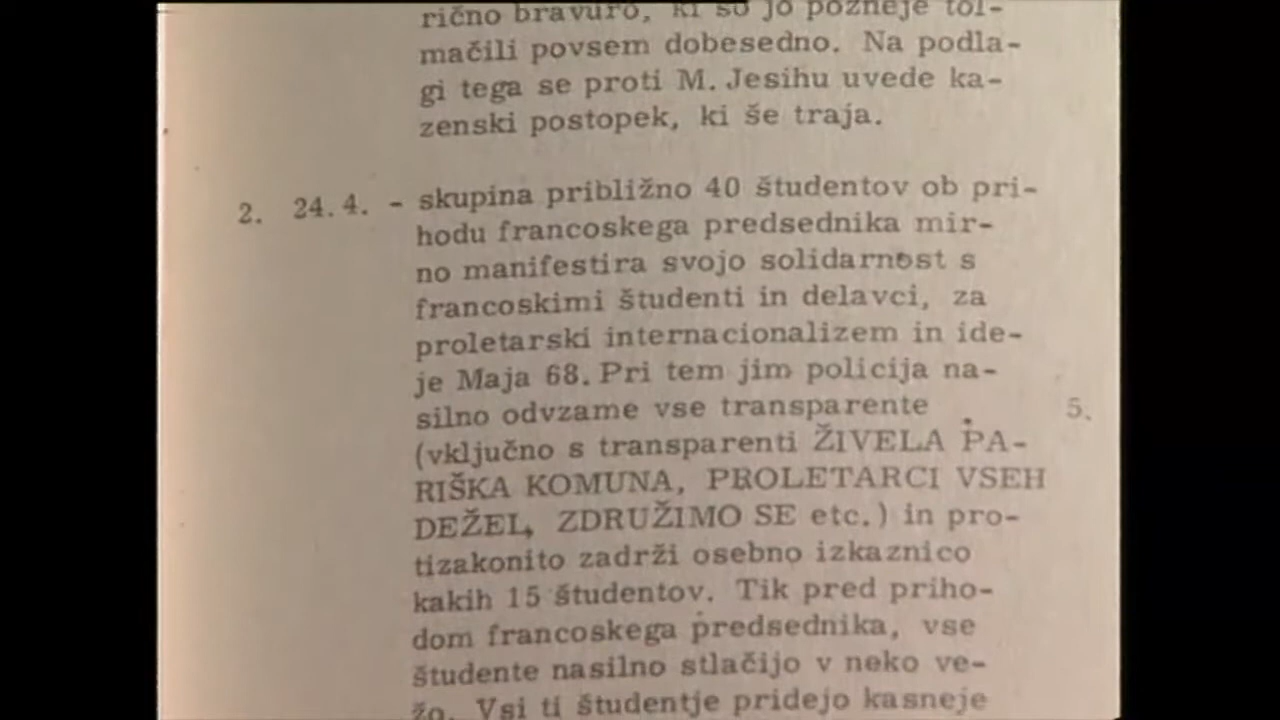 rično bravuro, ki so jo pozneje tol-
mačili povsem dobesedno. Na podla-
gi tega se proti M. Jesihu uvede ka-
zenski postopek, ki še traja.
2. 24. 4. - skupina približno 40 študentov ob pri-
hodu francoskega predsednika mir-
no manifestira svojo solidarnost s
francoskimi študenti in delavci, za
proletarski internacionalizem in ide-
je Maja 68. Pri tem jim policija na-
silno odvzame vse transparente
(vključno s transparenti ŽIVELA PA-
RIŠKA KOMUNA, PROLETARCI VSEH
DEŽEL, ZDRUŽIMO SE etc.) in pro-
tizakonito zadrži osebno izkaznico
kakih 15 študentov. Tik pred priho-
dom francoskega predsednika, vse
študente nasilno stlačijo v neko ve-
žo. Vsi ti študentje pridejo kasneje
5.